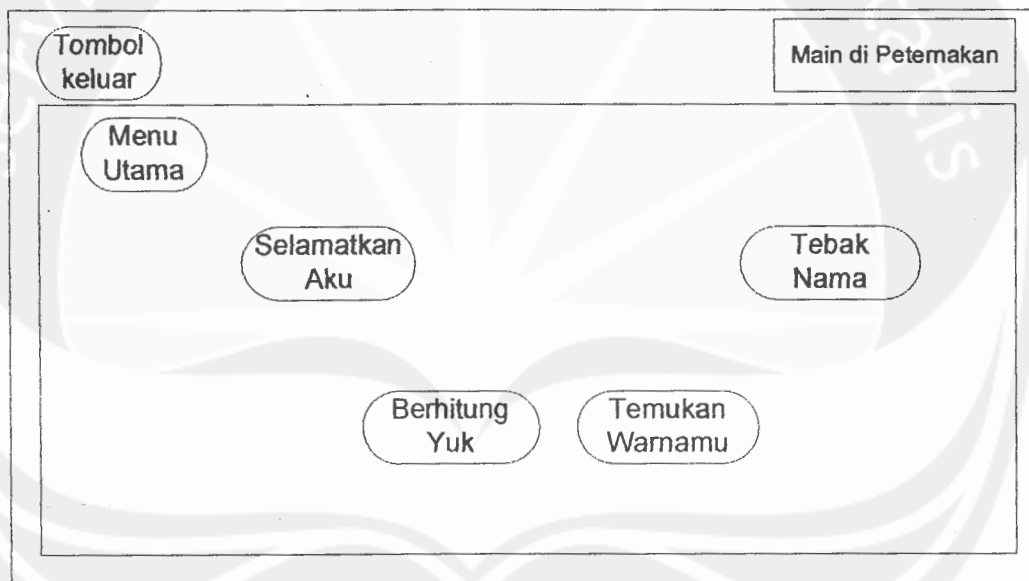 Tombol
keluar
Main di Peternakan
Menu
Utama
Selamatkan
Aku
Tebak
Nama
Berhitung
Yuk
Temukan
Warnamu